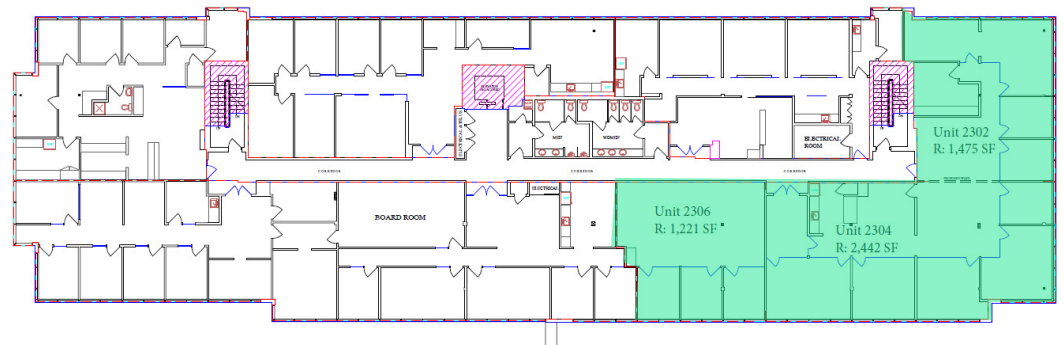 Unit 2302
R: 1,475 SF
MEN
WOMEN
ELECTRICAL
ROOM
CORRIDOR
CORRIDOR
CORRIDOR
ELECTRICAL
BOARD ROOM
Unit 2306
R: 1,221 SF
Unit 2304
R: 2,442 SF